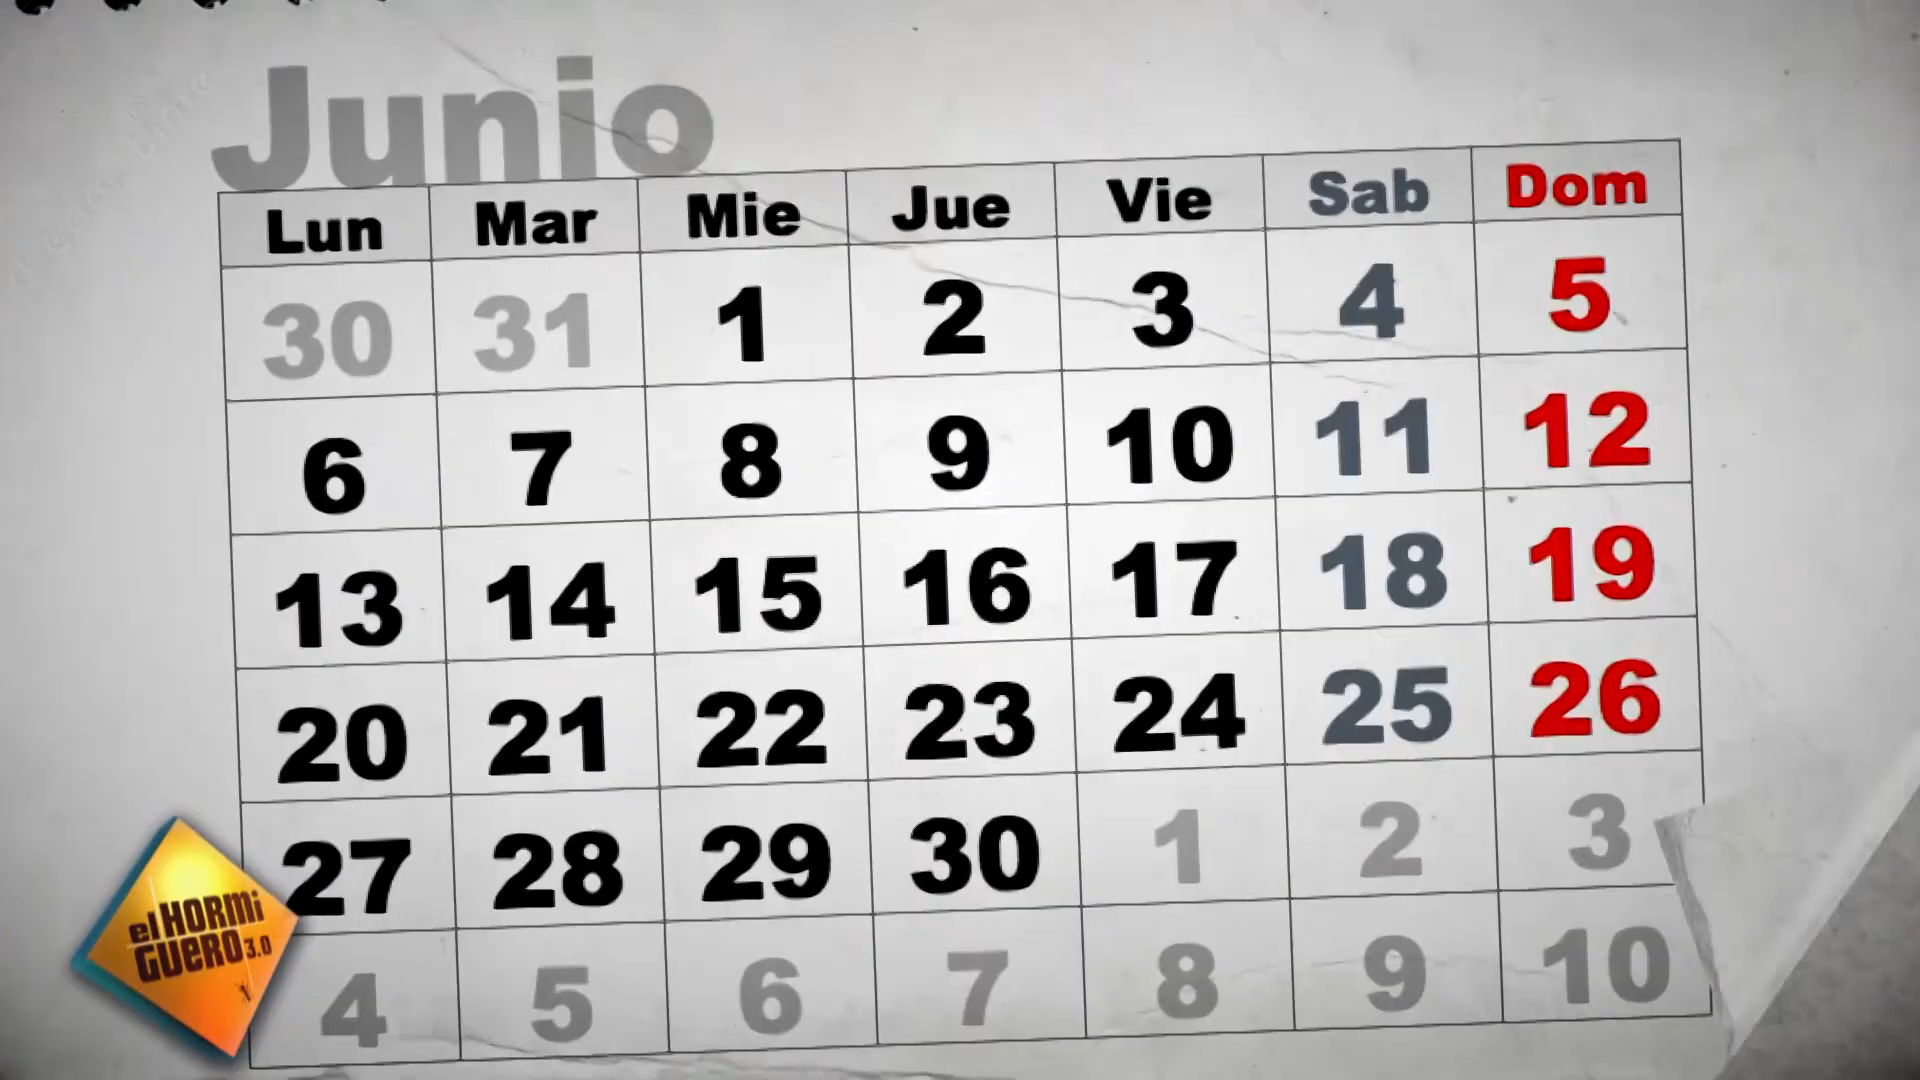 Junio
Lun Mar Mie Jue Vie Sab Dom
30 31 1 2 3 4 5
6 7 8 9 10 11 12
13 14 15 16 17 18 19
20 21 22 23 24 25 26
27 28 29 30 1 2 3
4 5 6 7 8 9 10
el HORMi
GUERO 3.0